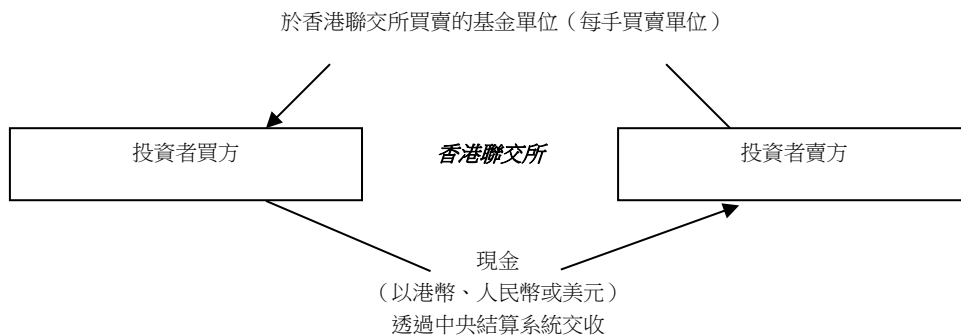 於香港聯交所買賣的基金單位（每手買賣單位）
投資者買方
香港聯交所
投資者賣方
現金
（以港幣、人民幣或美元）
透過中央結算系統交收